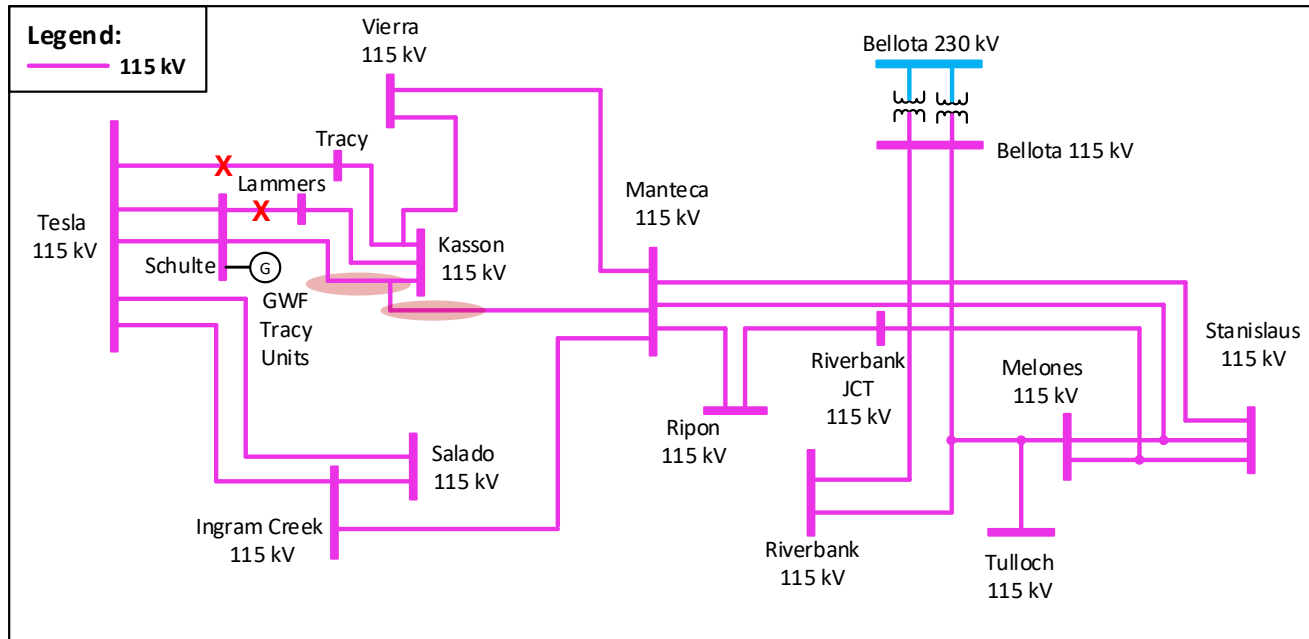 Legend:
115 kV
Vierra
115 kV
Bellota 230 kV
Bellota 115 kV
Tracy
X
Lammers
X
Tesla
115 kV
Manteca
115 kV
Kasson
115 kV
Schulte
G
GWF
Tracy
Units
Stanislaus
115 kV
Riverbank
JCT
115 kV
Melones
115 kV
Ripon
115 kV
Salado
115 kV
Ingram Creek
115 kV
Riverbank
115 kV
Tulloch
115 kV